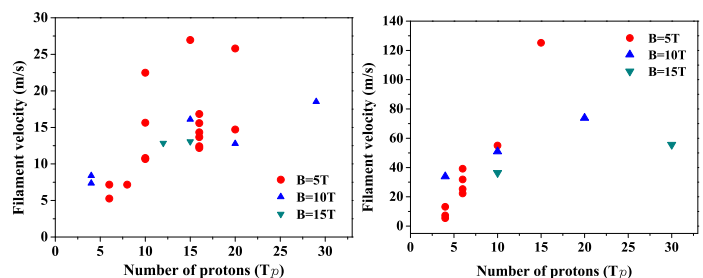 30
25
20
15
10
5
0
Filament velocity (m/s)
0 5 10 15 20 25 30
Number of protons (Tp)
B=5T
B=10T
B=15T
140
120
100
80
60
40
20
0
Filament velocity (m/s)
0 5 10 15 20 25 30
Number of protons (Tp)
B=5T
B=10T
B=15T